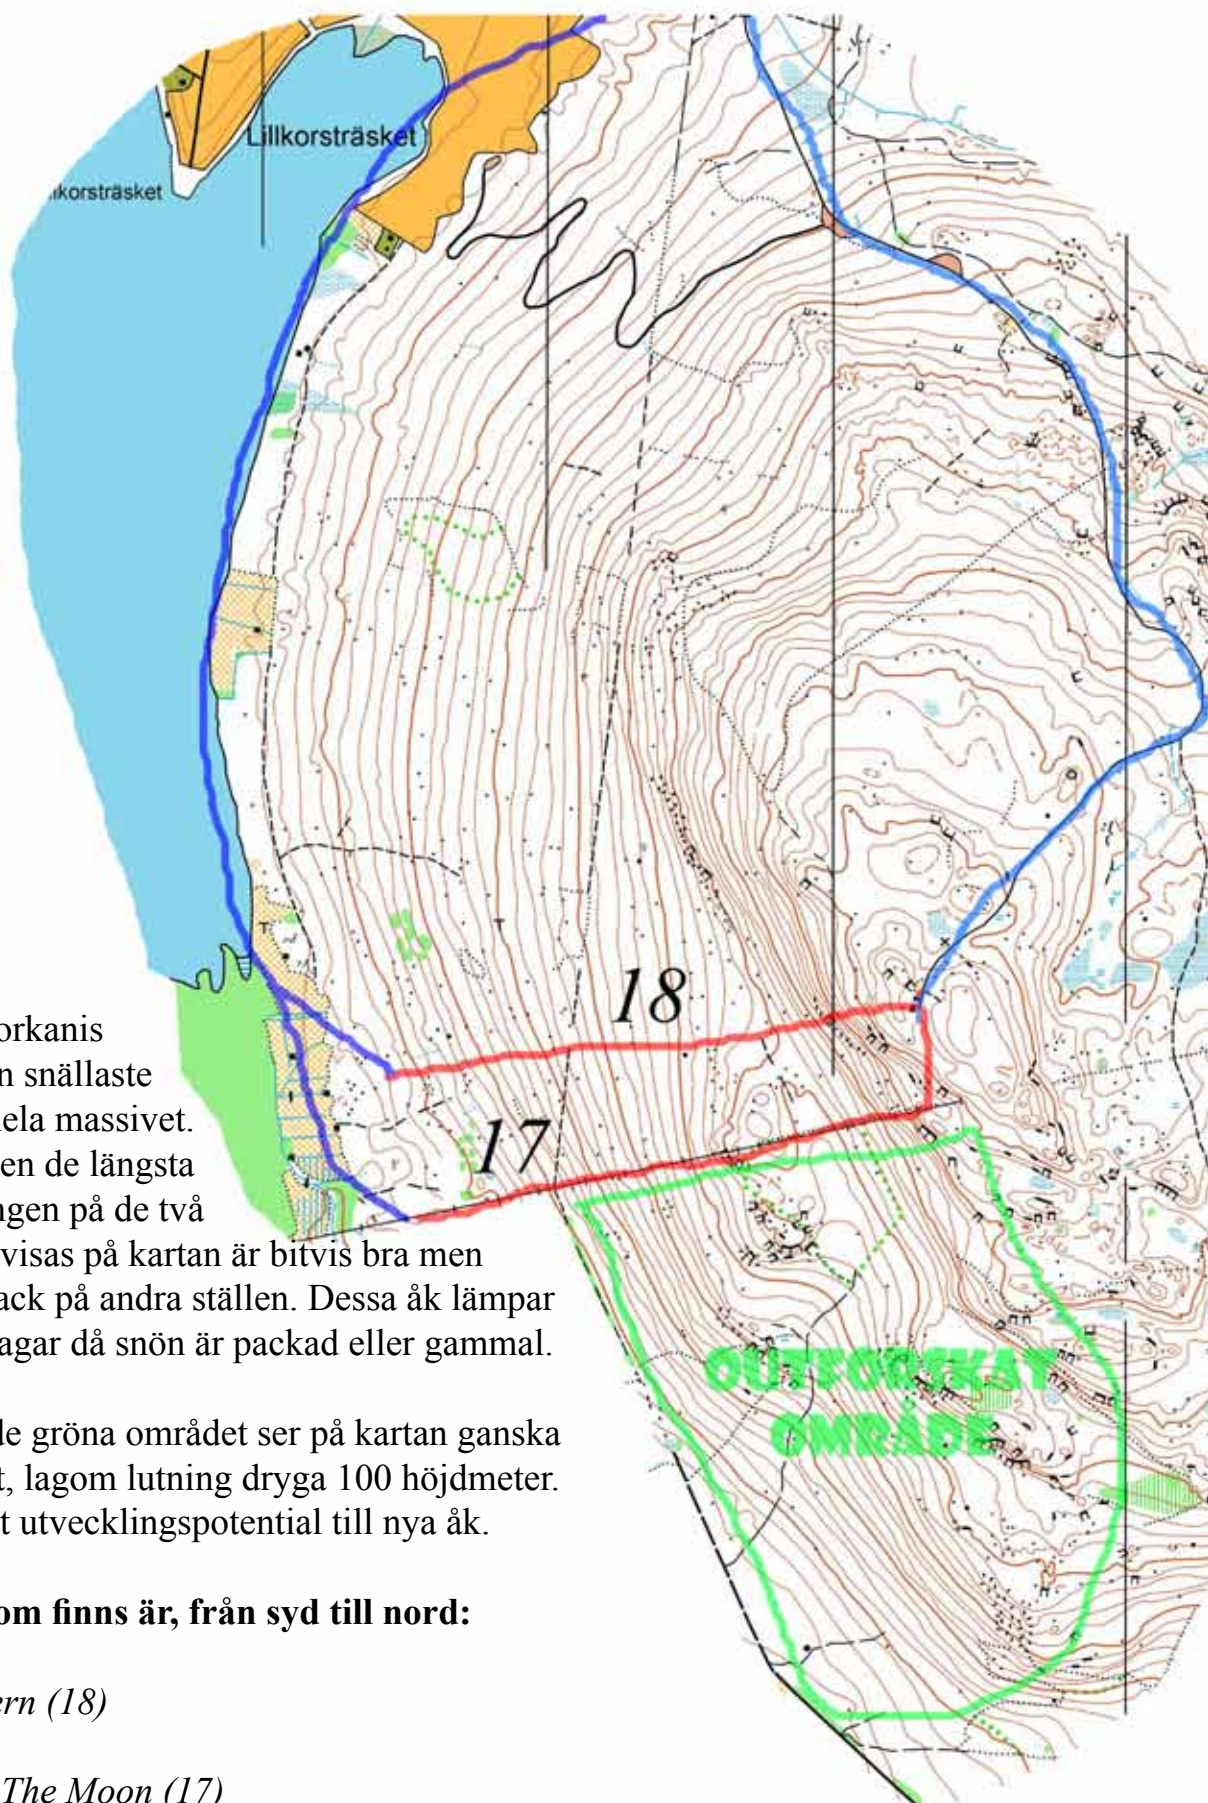 Lillkorsträsket
korsträsket
18
17
orkanis
n snällaste
ela massivet.
en de längsta
ngen på de två
visas på kartan är bitvis bra men
ack på andra ställen. Dessa åk lämpar
agar då snön är packad eller gammal.
OUTFORSKAT
OMRÅDE
de gröna området ser på kartan ganska
t, lagom lutning dryga 100 höjdmeter.
t utvecklingspotential till nya åk.
om finns är, från syd till nord:
ern (18)
The Moon (17)